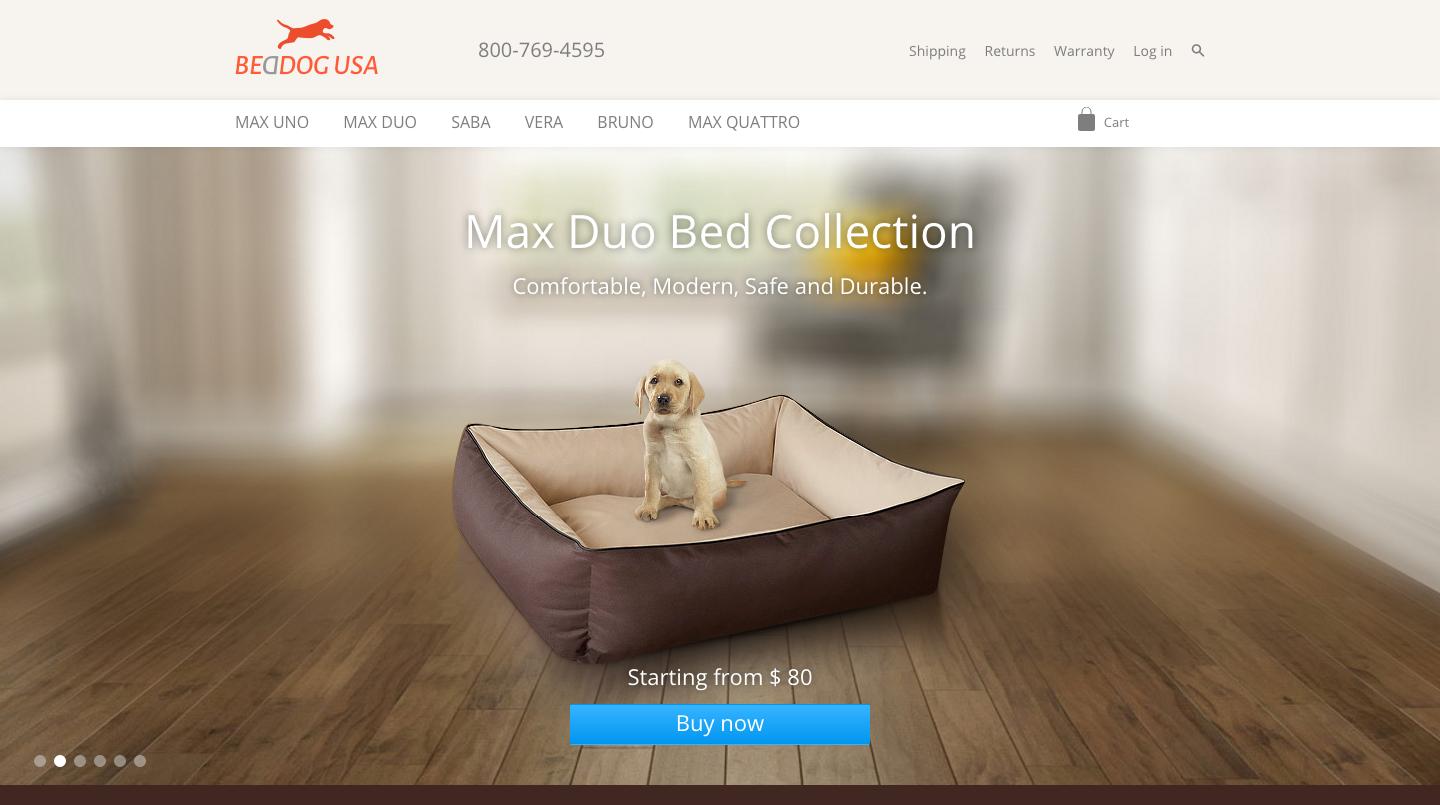 BEDDOG USA
800-769-4595
Shipping Returns Warranty Log in
MAX UNO MAX DUO SABA VERA BRUNO MAX QUATTRO
Cart
Max Duo Bed Collection
Comfortable, Modern, Safe and Durable.
Starting from $ 80
Buy now